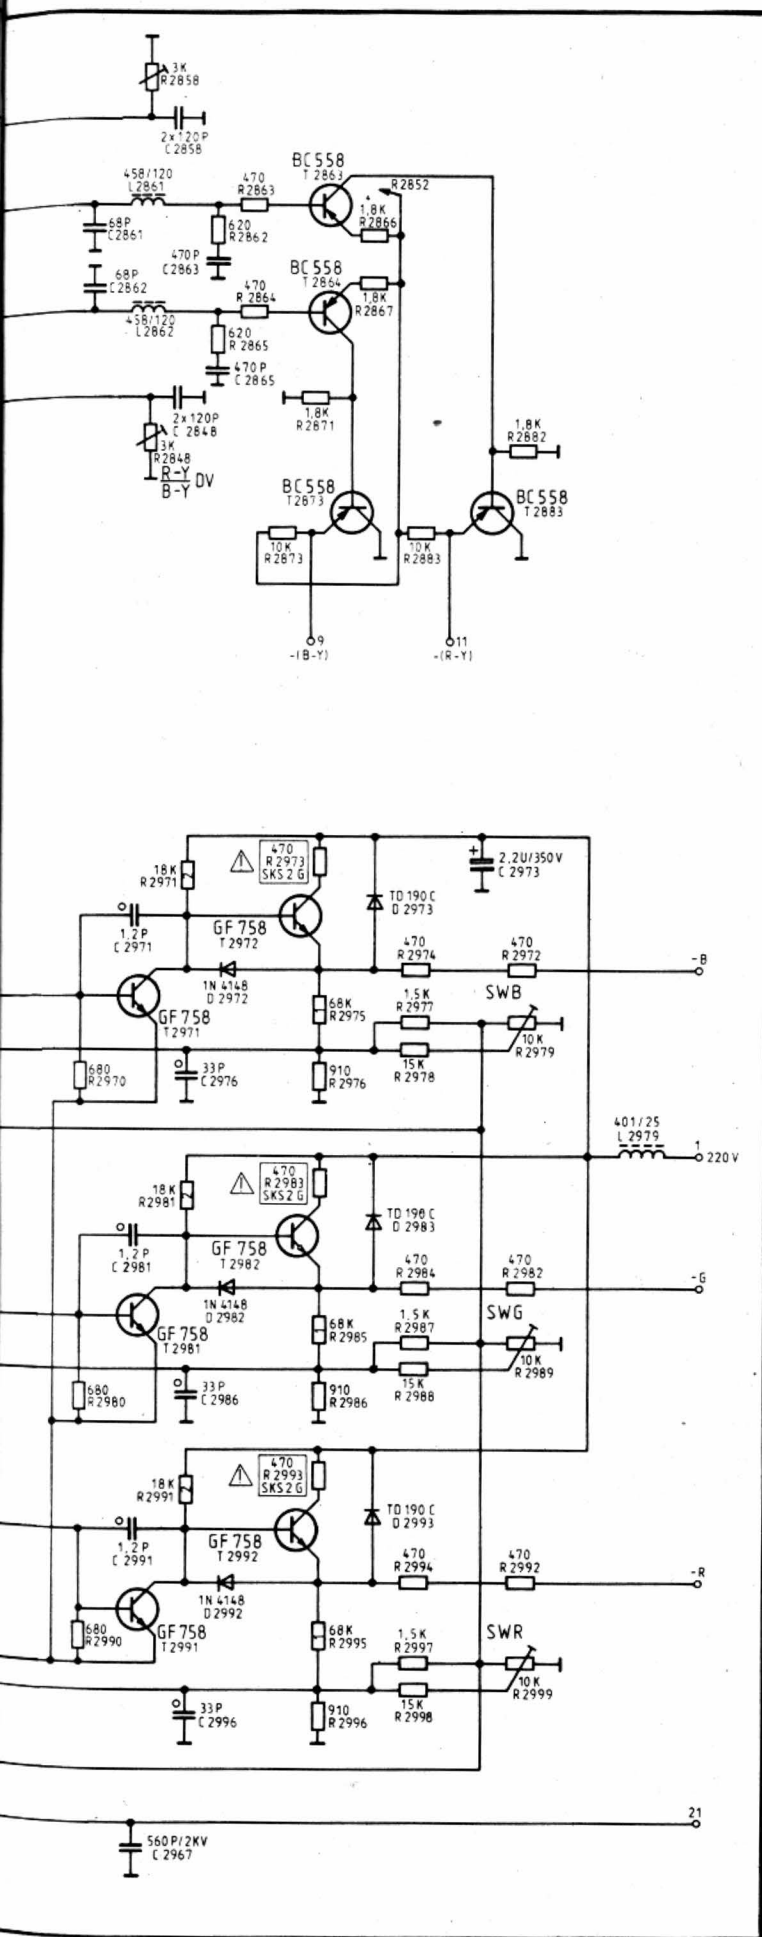 3K
R2858
2x120P
C2858
458/120
L2861
470
R2863
BC558
T2863
R2852
1,8K
R2866
68P
C2861
620
R2862
470P
C2863
68P
C2862
BC558
T2864
470
R2864
1,8K
R2867
458/120
L2862
620
R2865
470P
C2865
2x120P
C2848
3K
R2848
R-Y
B-Y DV
1,8K
R2871
1,8K
R2882
BC558
T2873
BC558
T2883
10K
R2873
10K
R2883
9
-(B-Y)
11
-(R-Y)
470
R2973
SKS2G
18K
R2971
2,2U/350V
C2973
TD190C
D2973
1,2P
C2971
GF758
T2972
470
R2974
470
R2972
-B
1N4148
D2972
GF758
T2971
68K
R2975
1,5K
R2977
SWB
10K
R2979
680
R2970
33P
C2976
910
R2976
15K
R2978
401/25
L2979
1
220V
470
R2983
SKS2G
18K
R2981
TD190C
D2983
1,2P
C2981
GF758
T2982
470
R2984
470
R2982
-G
1N4148
D2982
GF758
T2981
68K
R2985
1,5K
R2987
SWG
10K
R2989
680
R2980
33P
C2986
910
R2986
15K
R2988
470
R2993
SKS2G
18K
R2991
TD190C
D2993
1,2P
C2991
GF758
T2992
470
R2994
470
R2992
-R
1N4148
D2992
GF758
T2991
68K
R2995
1,5K
R2997
SWR
10K
R2999
680
R2990
33P
C2996
910
R2996
15K
R2998
21
560P/2KV
C2967